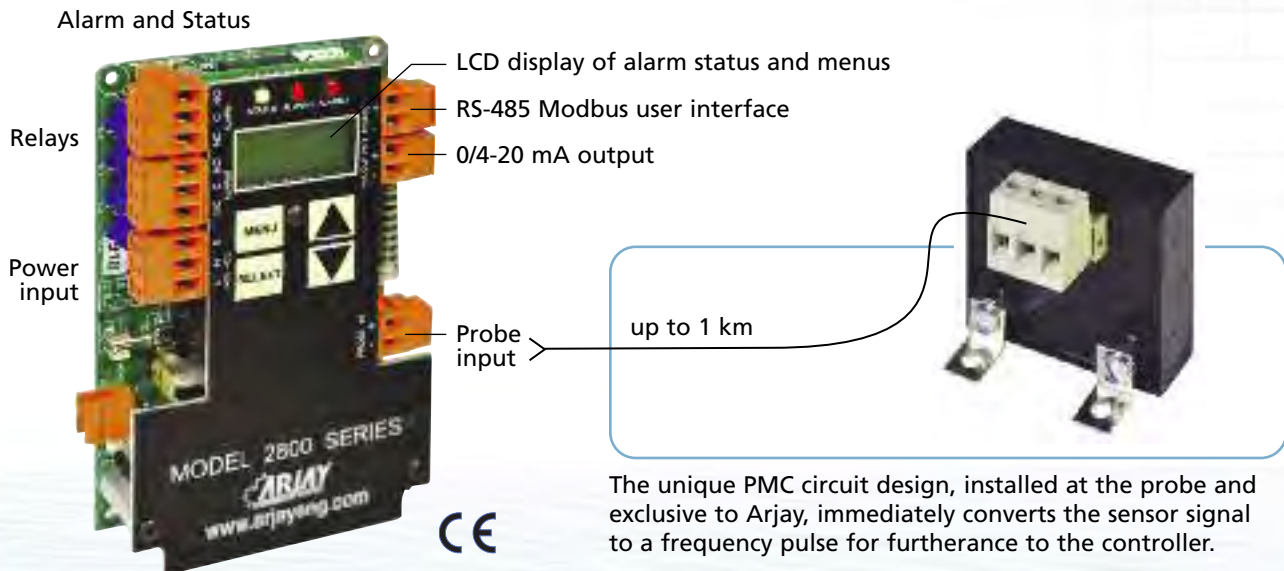 Alarm and Status
LCD display of alarm status and menus
RS-485 Modbus user interface
Relays
0/4-20 mA output
MENU
SELECT
Power
input
Probe
input
up to 1 km
MODEL 2800 SERIES
ARJAY
www.arjayeng.com
CE
The unique PMC circuit design, installed at the probe and
exclusive to Arjay, immediately converts the sensor signal
to a frequency pulse for furtherance to the controller.